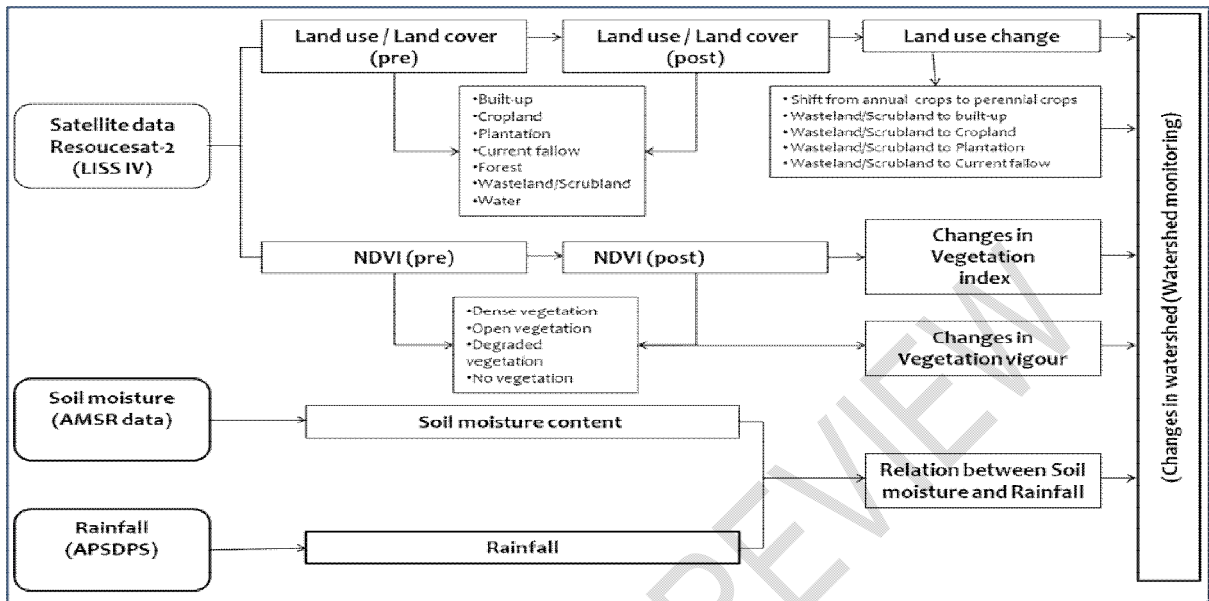 Land use / Land cover
(pre)
Land use / Land cover
(post)
Land use change
•Built-up
•Cropland
•Plantation
•Current fallow
•Forest
•Wasteland/Scrubland
•Water
•Shift from annual crops to perennial crops
•Wasteland/Scrubland to built-up
•Wasteland/Scrubland to Cropland
•Wasteland/Scrubland to Plantation
•Wasteland/Scrubland to Current fallow
Satellite data
Resoucesat-2
(LISS IV)
NDVI (pre)
NDVI (post)
Changes in
Vegetation
index
•Dense vegetation
•Open vegetation
•Degraded
vegetation
•No vegetation
Changes in
Vegetation vigour
Soil moisture
(AMSR data)
Soil moisture content
Relation between Soil
moisture and Rainfall
Rainfall
(APSDPS)
Rainfall
(Changes in watershed (Watershed monitoring)
PREVIEW